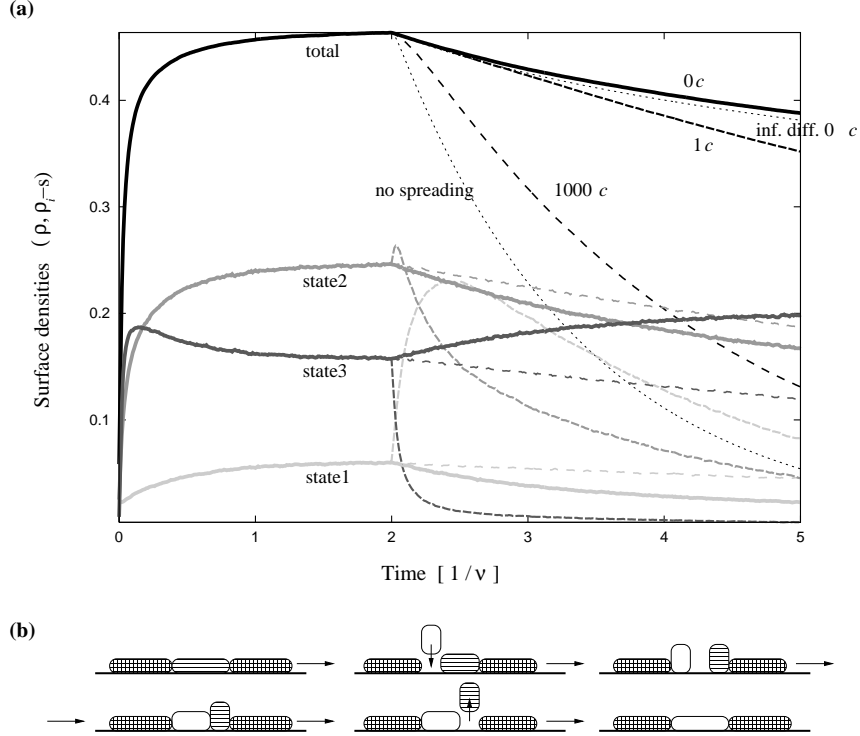 (a)
total
0 c
0.4
inf. diff. 0 c
1 c
no spreading
1000 c
0.3
Surface densities ( ρ, ρi−s )
state2
0.2
state3
0.1
state1
0
1
2
3
4
5
Time [ 1 / ν ]
(b)